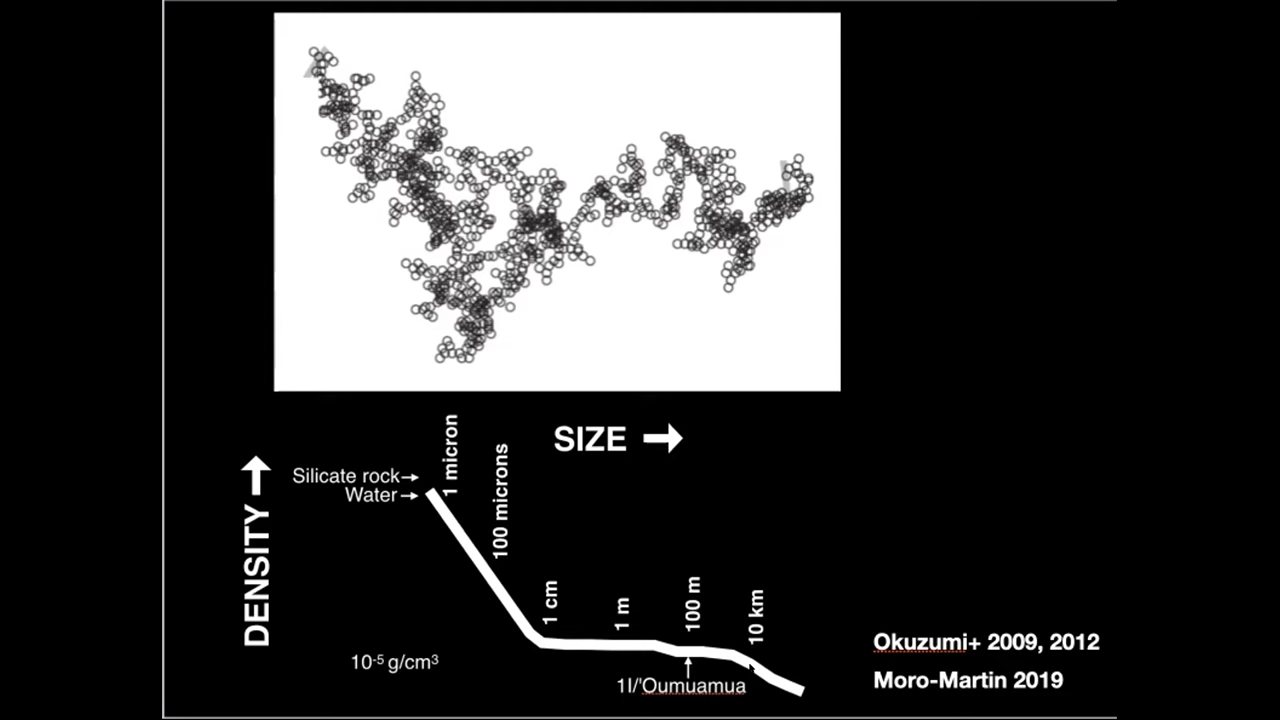 SIZE
1 micron
100 microns
Silicate rock
Water
DENSITY
1 cm
1 m
100 m
10 km
10-5 g/cm3
1I/'Oumuamua
Okuzumi+ 2009, 2012
Moro-Martin 2019